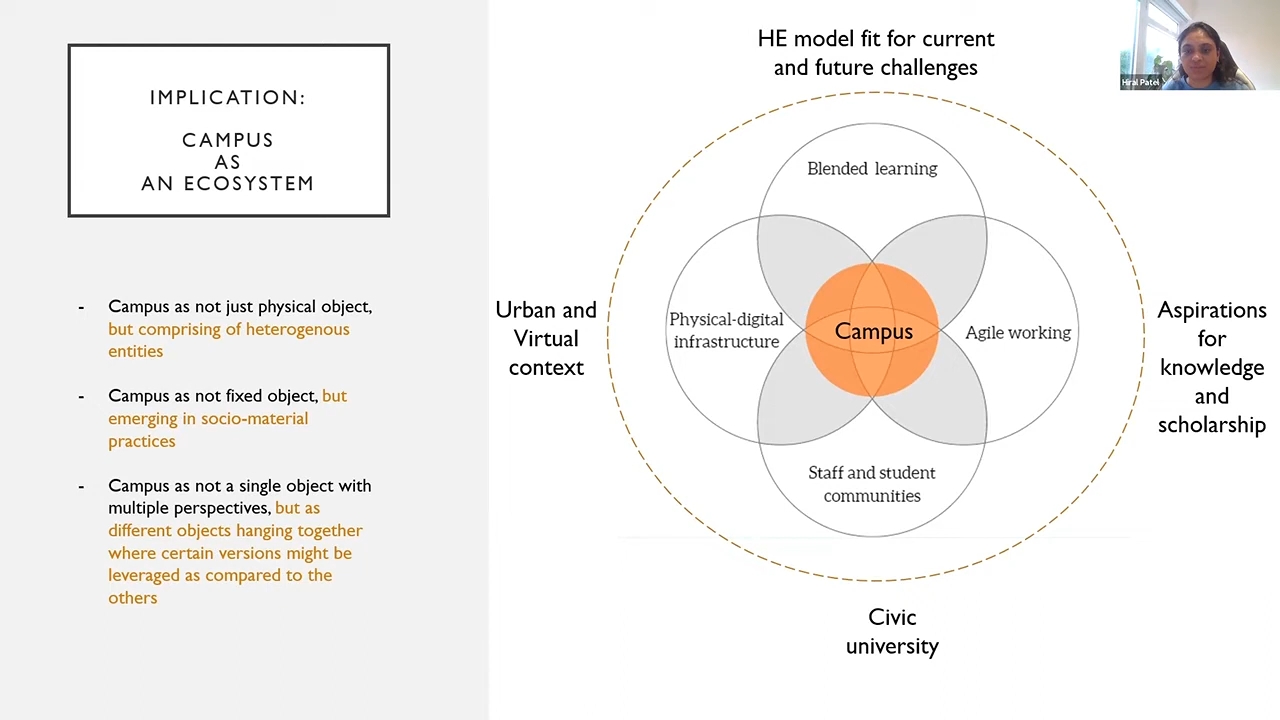 IMPLICATION:
CAMPUS
AS
AN ECOSYSTEM
- Campus as not just physical object,
but comprising of heterogenous
entities
- Campus as not fixed object, but
emerging in socio-material
practices
- Campus as not a single object with
multiple perspectives, but as
different objects hanging together
where certain versions might be
leveraged as compared to the
others
HE model fit for current
and future challenges
Blended learning
Urban and
Virtual
context
Physical-digital
infrastructure
Campus
Agile working
Aspirations
for
knowledge
and
scholarship
Staff and student
communities
Civic
university
Hiral Patel